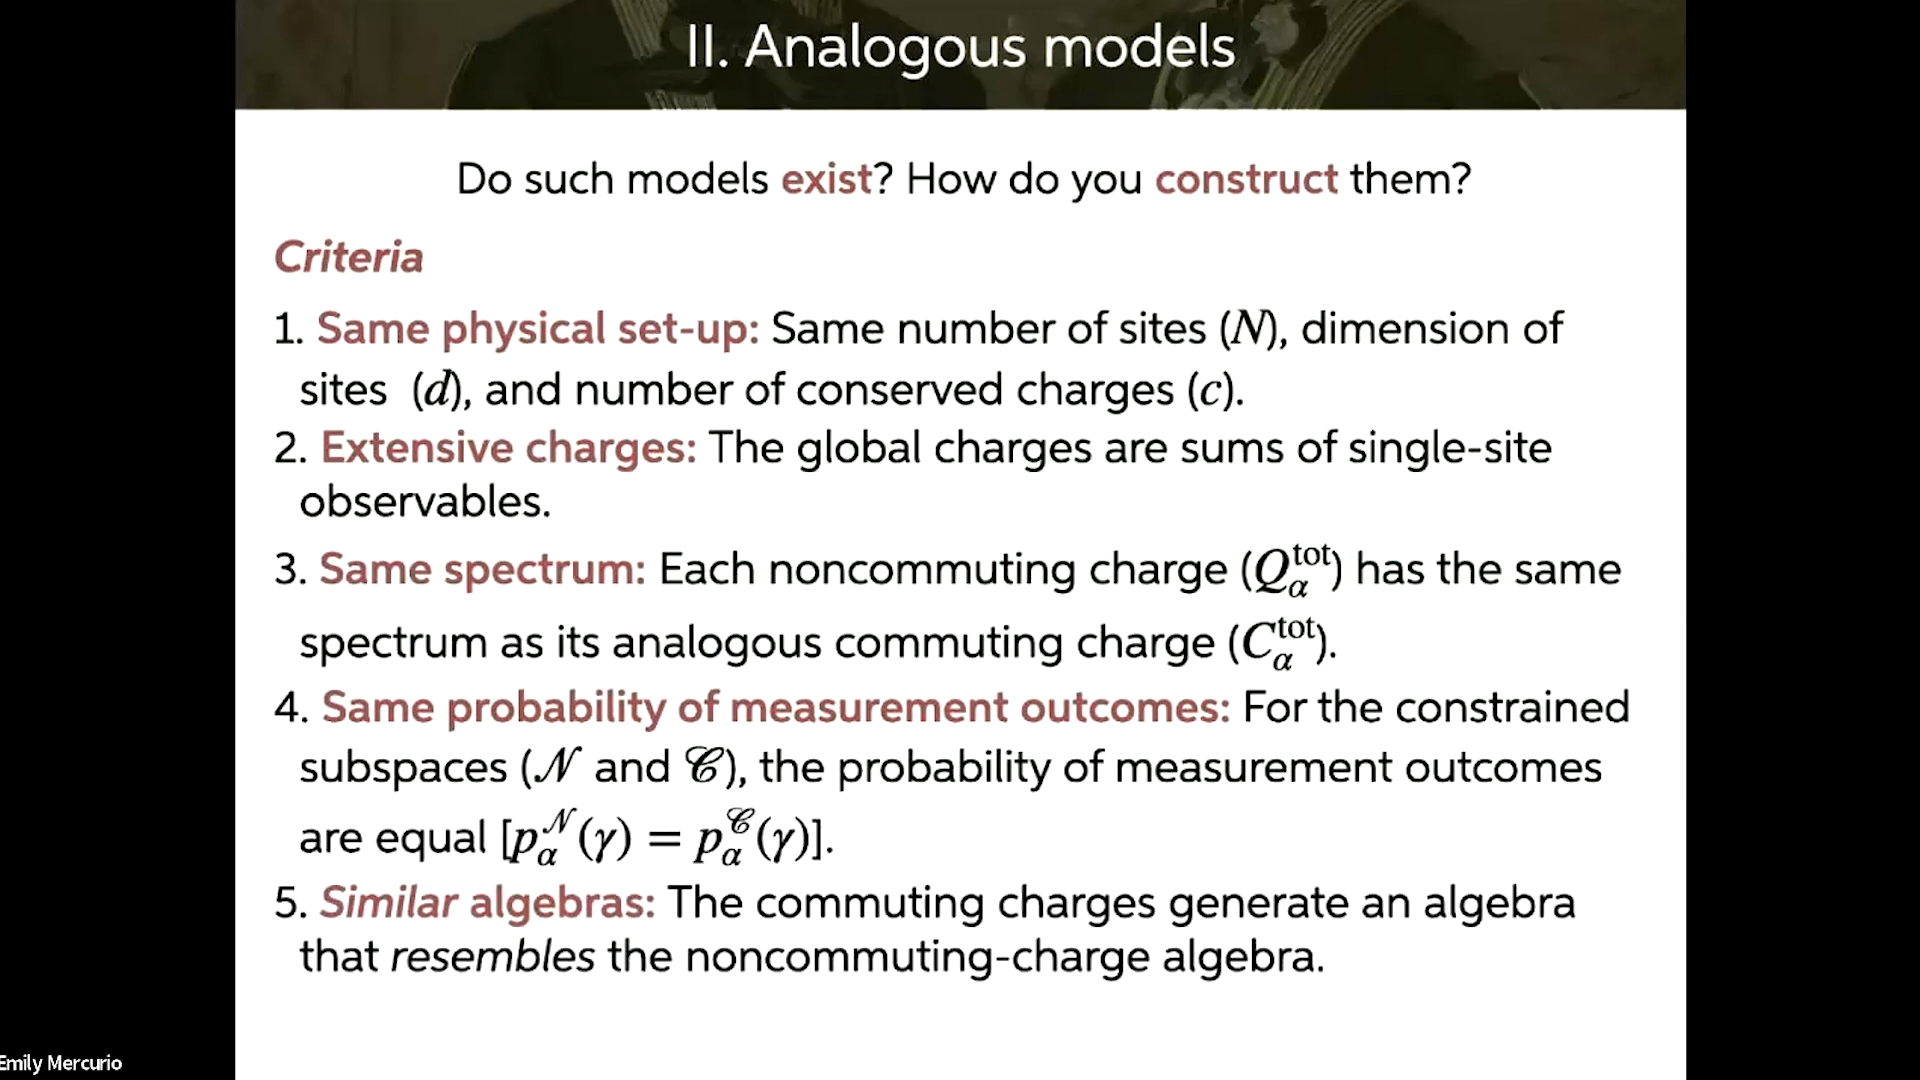 II. Analogous models
Do such models exist? How do you construct them?
Criteria
1. Same physical set-up: Same number of sites (N), dimension of
sites (d), and number of conserved charges (c).
2. Extensive charges: The global charges are sums of single-site
observables.
3. Same spectrum: Each noncommuting charge (Q_α^tot) has the same
spectrum as its analogous commuting charge (C_α^tot).
4. Same probability of measurement outcomes: For the constrained
subspaces (𝒩 and 𝒞), the probability of measurement outcomes
are equal [p_α^𝒩(γ) = p_α^𝒞(γ)].
5. Similar algebras: The commuting charges generate an algebra
that resembles the noncommuting-charge algebra.
Emily Mercurio